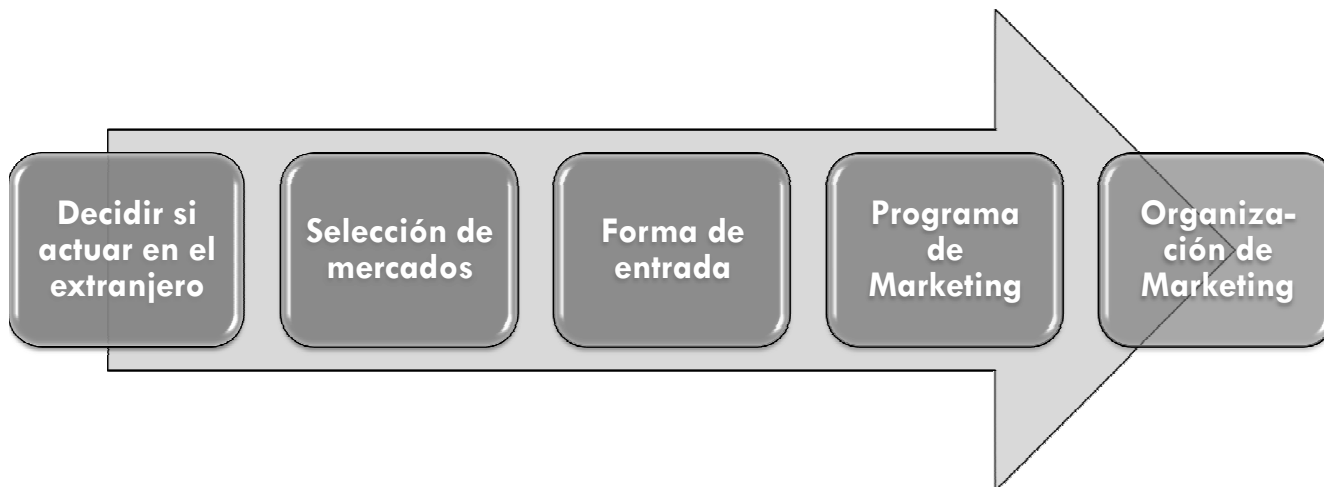 Decidir si
actuar en el
extranjero
Selección de
mercados
Forma de
entrada
Programa
de
Marketing
Organiza-
ción de
Marketing